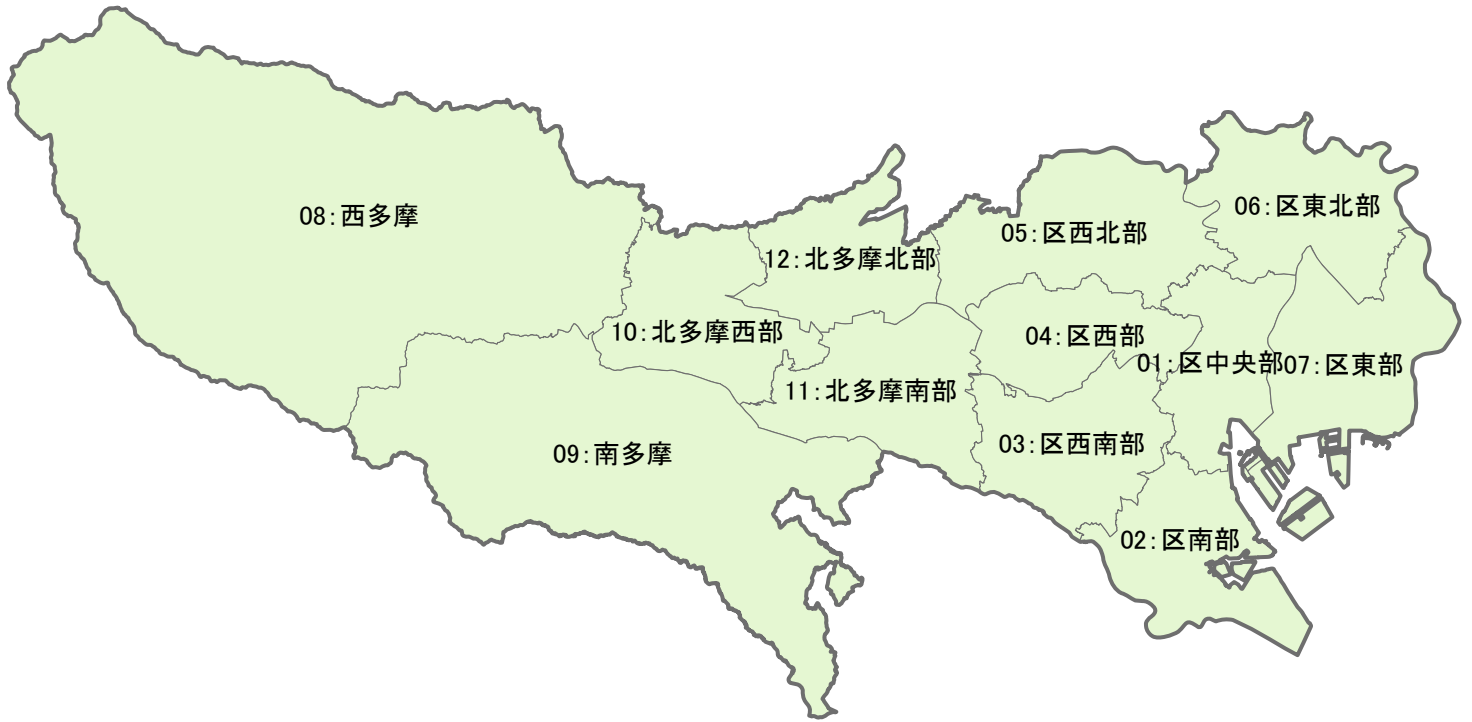 06：区東北部
08：西多摩
05：区西北部
12：北多摩北部
10：北多摩西部
04：区西部
01：区中央部
07：区東部
11：北多摩南部
03：区西南部
09：南多摩
02：区南部